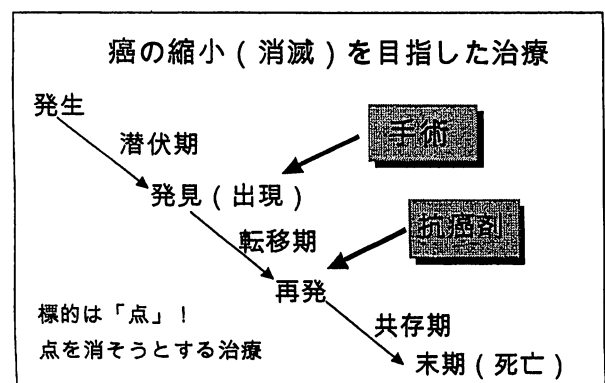 癌の縮小（消滅）を目指した治療
発生
潜伏期
手術
発見（出現）
転移期
抗癌剤
再発
標的は「点」！
共存期
点を消そうとする治療
末期（死亡）